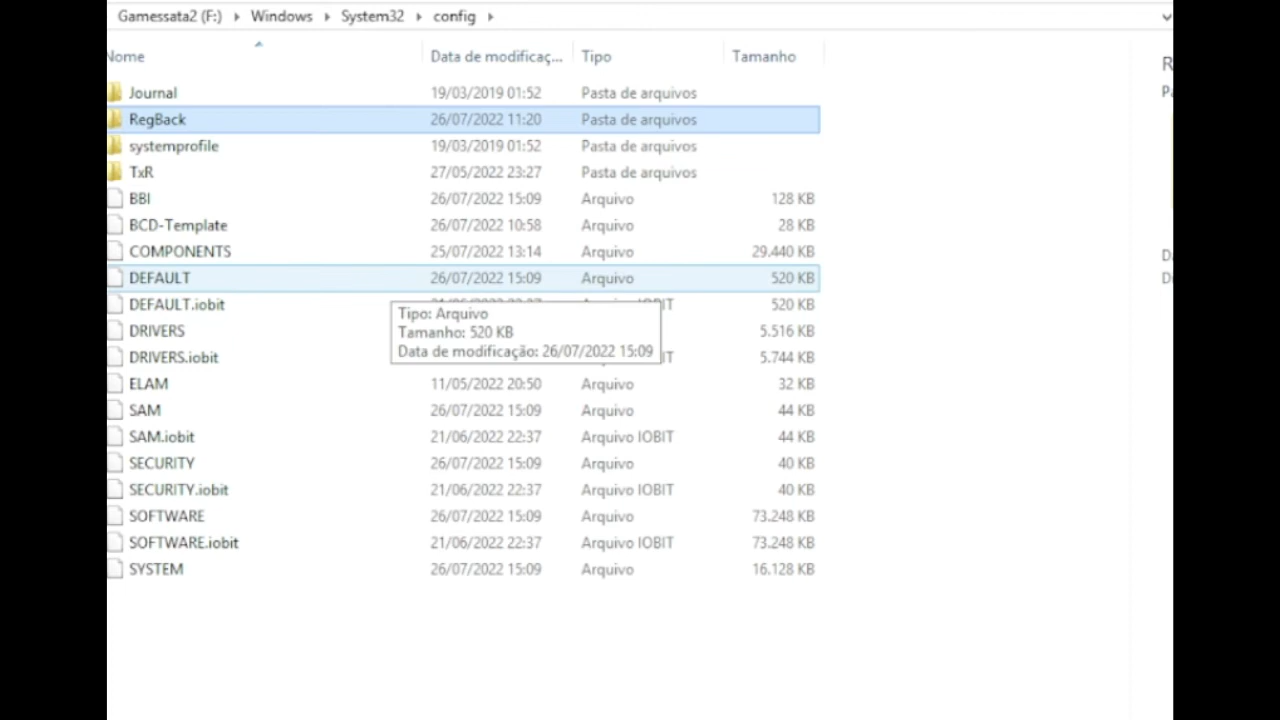 Gamessata2 (F:) Windows System32 config
Nome Data de modificaç... Tipo Tamanho
Journal 19/03/2019 01:52 Pasta de arquivos
RegBack 26/07/2022 11:20 Pasta de arquivos
systemprofile 19/03/2019 01:52 Pasta de arquivos
TxR 27/05/2022 23:27 Pasta de arquivos
BBI 26/07/2022 15:09 Arquivo 128 KB
BCD-Template 26/07/2022 10:58 Arquivo 28 KB
COMPONENTS 25/07/2022 13:14 Arquivo 29.440 KB
DEFAULT 26/07/2022 15:09 Arquivo 520 KB
DEFAULT.iobit 520 KB
Tipo: Arquivo
Tamanho: 520 KB
Data de modificação: 26/07/2022 15:09
DRIVERS 5.516 KB
DRIVERS.iobit 5.744 KB
ELAM 11/05/2022 20:50 Arquivo 32 KB
SAM 26/07/2022 15:09 Arquivo 44 KB
SAM.iobit 21/06/2022 22:37 Arquivo IOBIT 44 KB
SECURITY 26/07/2022 15:09 Arquivo 40 KB
SECURITY.iobit 21/06/2022 22:37 Arquivo IOBIT 40 KB
SOFTWARE 26/07/2022 15:09 Arquivo 73.248 KB
SOFTWARE.iobit 21/06/2022 22:37 Arquivo IOBIT 73.248 KB
SYSTEM 26/07/2022 15:09 Arquivo 16.128 KB